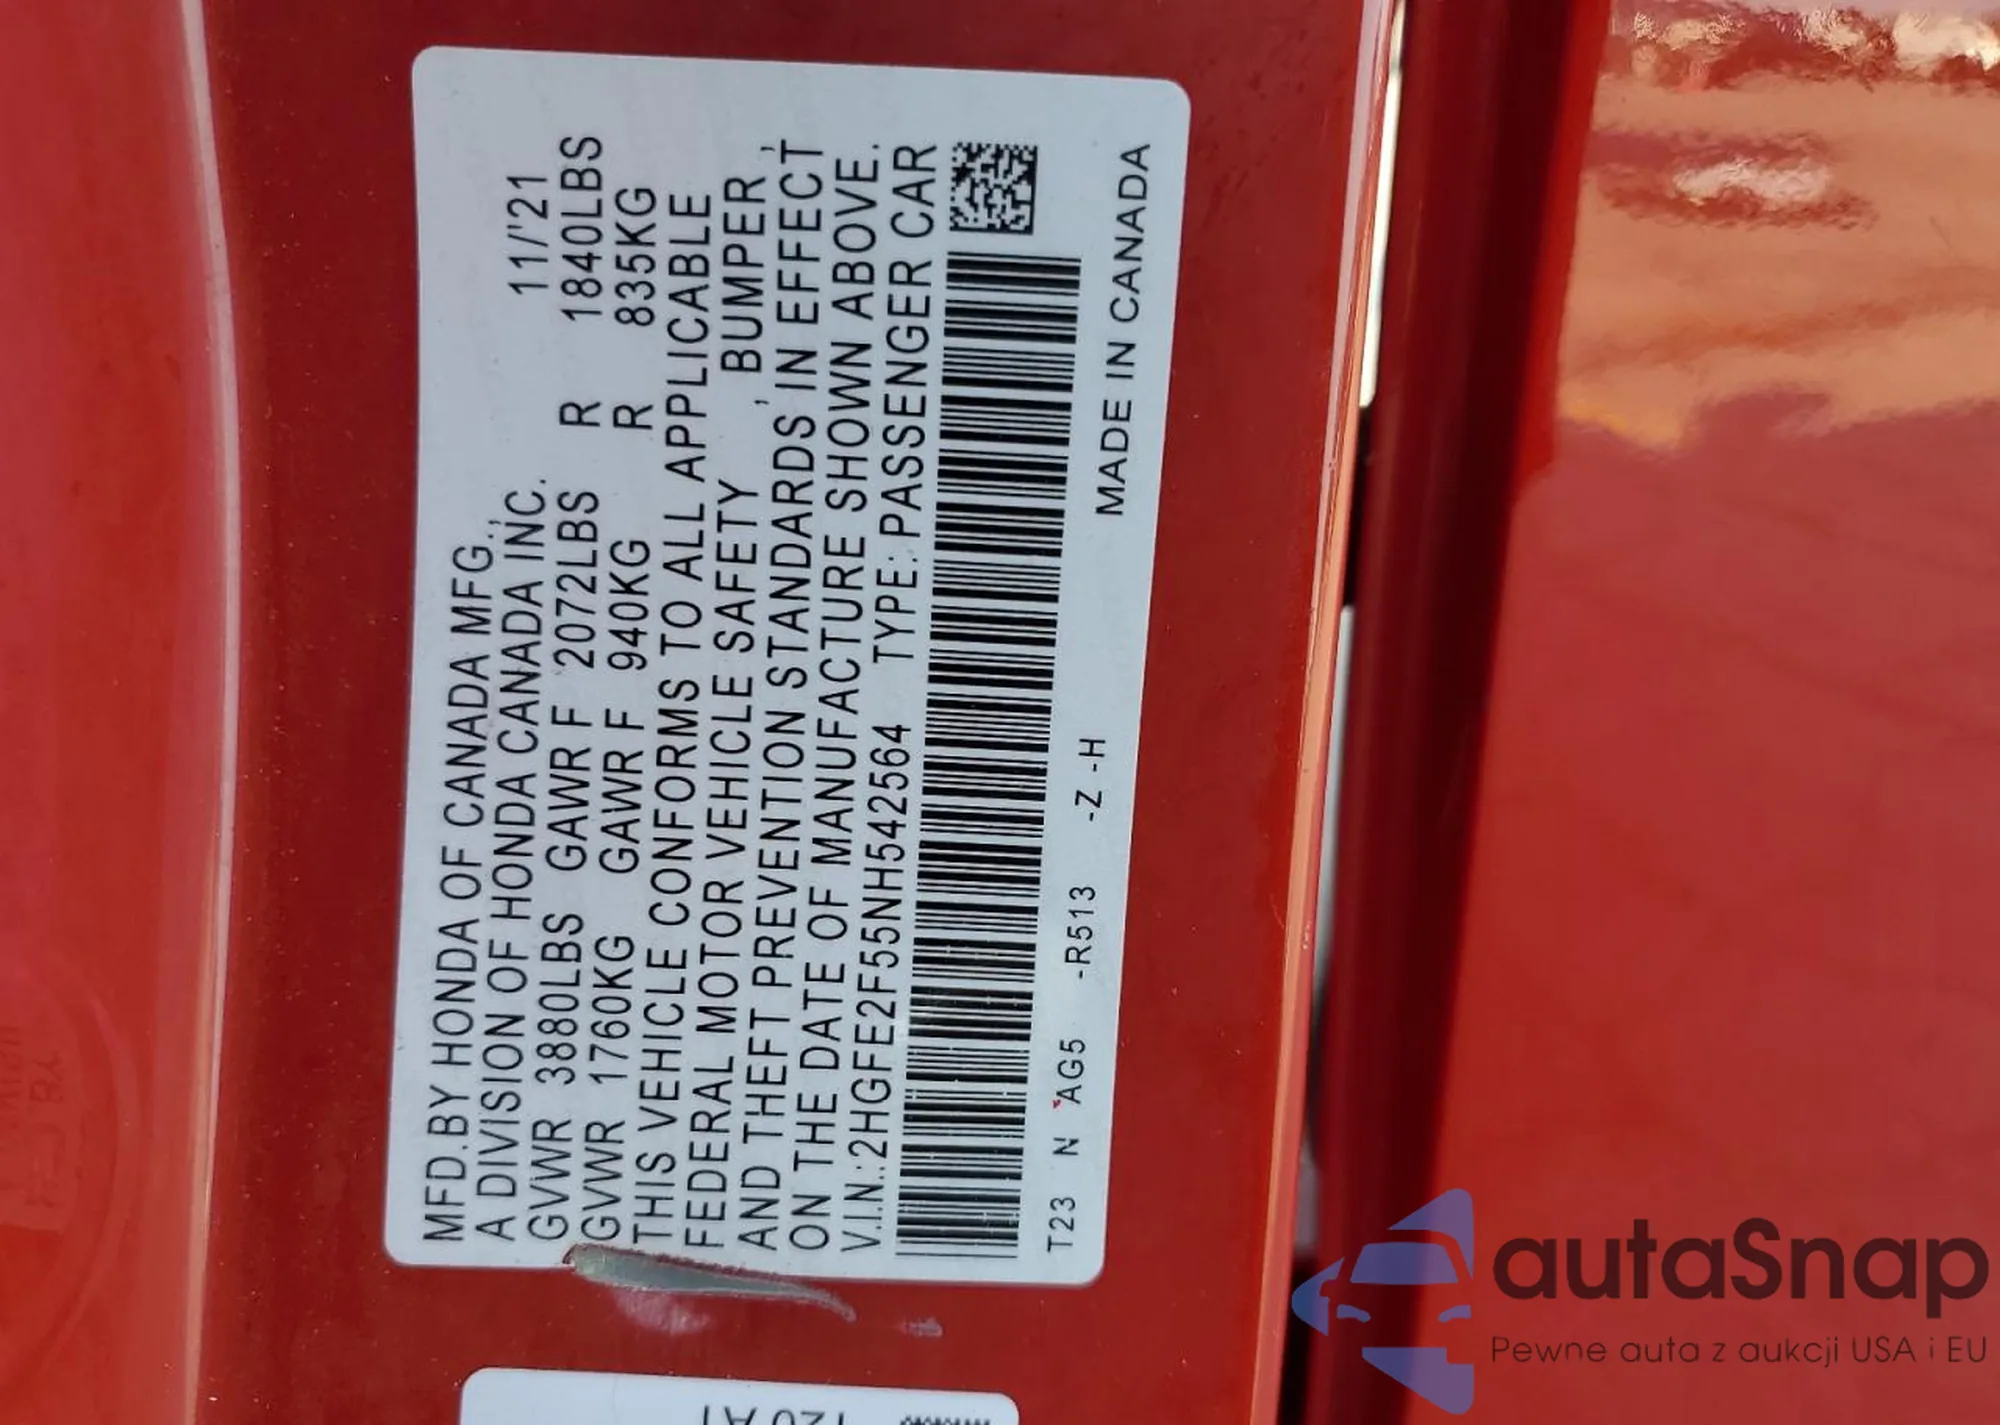 MFD.BY HONDA OF CANADA MFG.,
A DIVISION OF HONDA CANADA INC. 11/'21
GVWR 3880LBS GAWR F 2072LBS R 1840LBS
GVWR 1760KG GAWR F 940KG R 835KG
THIS VEHICLE CONFORMS TO ALL APPLICABLE
FEDERAL MOTOR VEHICLE SAFETY, BUMPER,
AND THEFT PREVENTION STANDARDS IN EFFECT
ON THE DATE OF MANUFACTURE SHOWN ABOVE.
V.I.N.:2HGFE2F55NH542564 TYPE: PASSENGER CAR
T23 N AG5 -R513 -Z -H MADE IN CANADA
autaSnap
Pewne auta z aukcji USA i EU